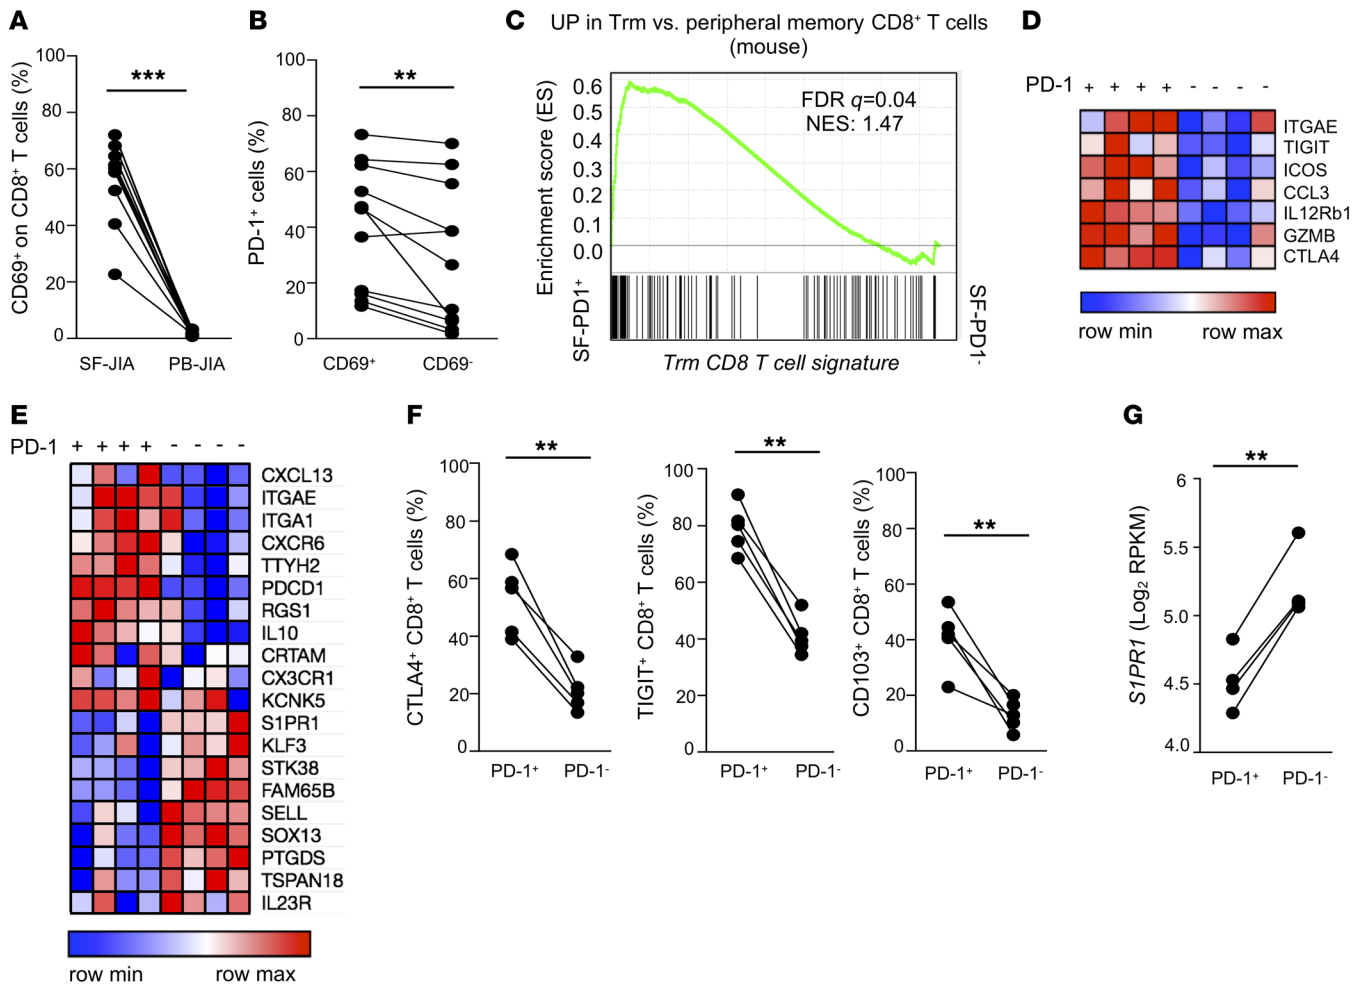 A
CD69⁺ on CD8⁺ T cells (%)
100
80
60
40
20
0
***
SF-JIA
PB-JIA
B
PD-1⁺ cells (%)
100
80
60
40
20
0
**
CD69⁺
CD69⁻
C
UP in Trm vs. peripheral memory CD8⁺ T cells
(mouse)
Enrichment score (ES)
0.6
0.5
0.4
0.3
0.2
0.1
0.0
FDR q=0.04
NES: 1.47
SF-PD1⁺
SF-PD1⁻
Trm CD8 T cell signature
D
PD-1 + + + + - - - -
ITGAE
TIGIT
ICOS
CCL3
IL12Rb1
GZMB
CTLA4
row min
row max
E
PD-1 + + + + - - - -
CXCL13
ITGAE
ITGA1
CXCR6
TTYH2
PDCD1
RGS1
IL10
CRTAM
CX3CR1
KCNK5
S1PR1
KLF3
STK38
FAM65B
SELL
SOX13
PTGDS
TSPAN18
IL23R
row min
row max
F
CTLA4⁺ CD8⁺ T cells (%)
100
80
60
40
20
0
**
PD-1⁺
PD-1⁻
TIGIT⁺ CD8⁺ T cells (%)
100
80
60
40
20
0
**
PD-1⁺
PD-1⁻
CD103⁺ CD8⁺ T cells (%)
100
80
60
40
20
0
**
PD-1⁺
PD-1⁻
G
S1PR1 (Log₂ RPKM)
6
5.5
5.0
4.5
4.0
**
PD-1⁺
PD-1⁻